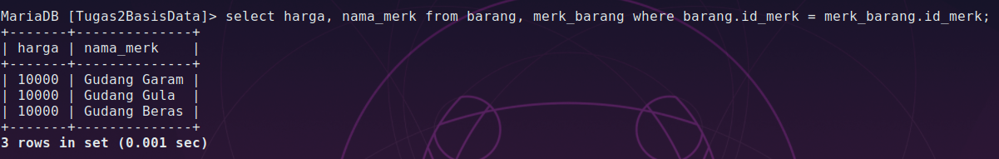 MariaDB [Tugas2BasisData]> select harga, nama_merk from barang, merk_barang where barang.id_merk = merk_barang.id_merk;
+-------+--------------+
| harga | nama_merk    |
+-------+--------------+
| 10000 | Gudang Garam |
| 10000 | Gudang Gula  |
| 10000 | Gudang Beras |
+-------+--------------+
3 rows in set (0.001 sec)